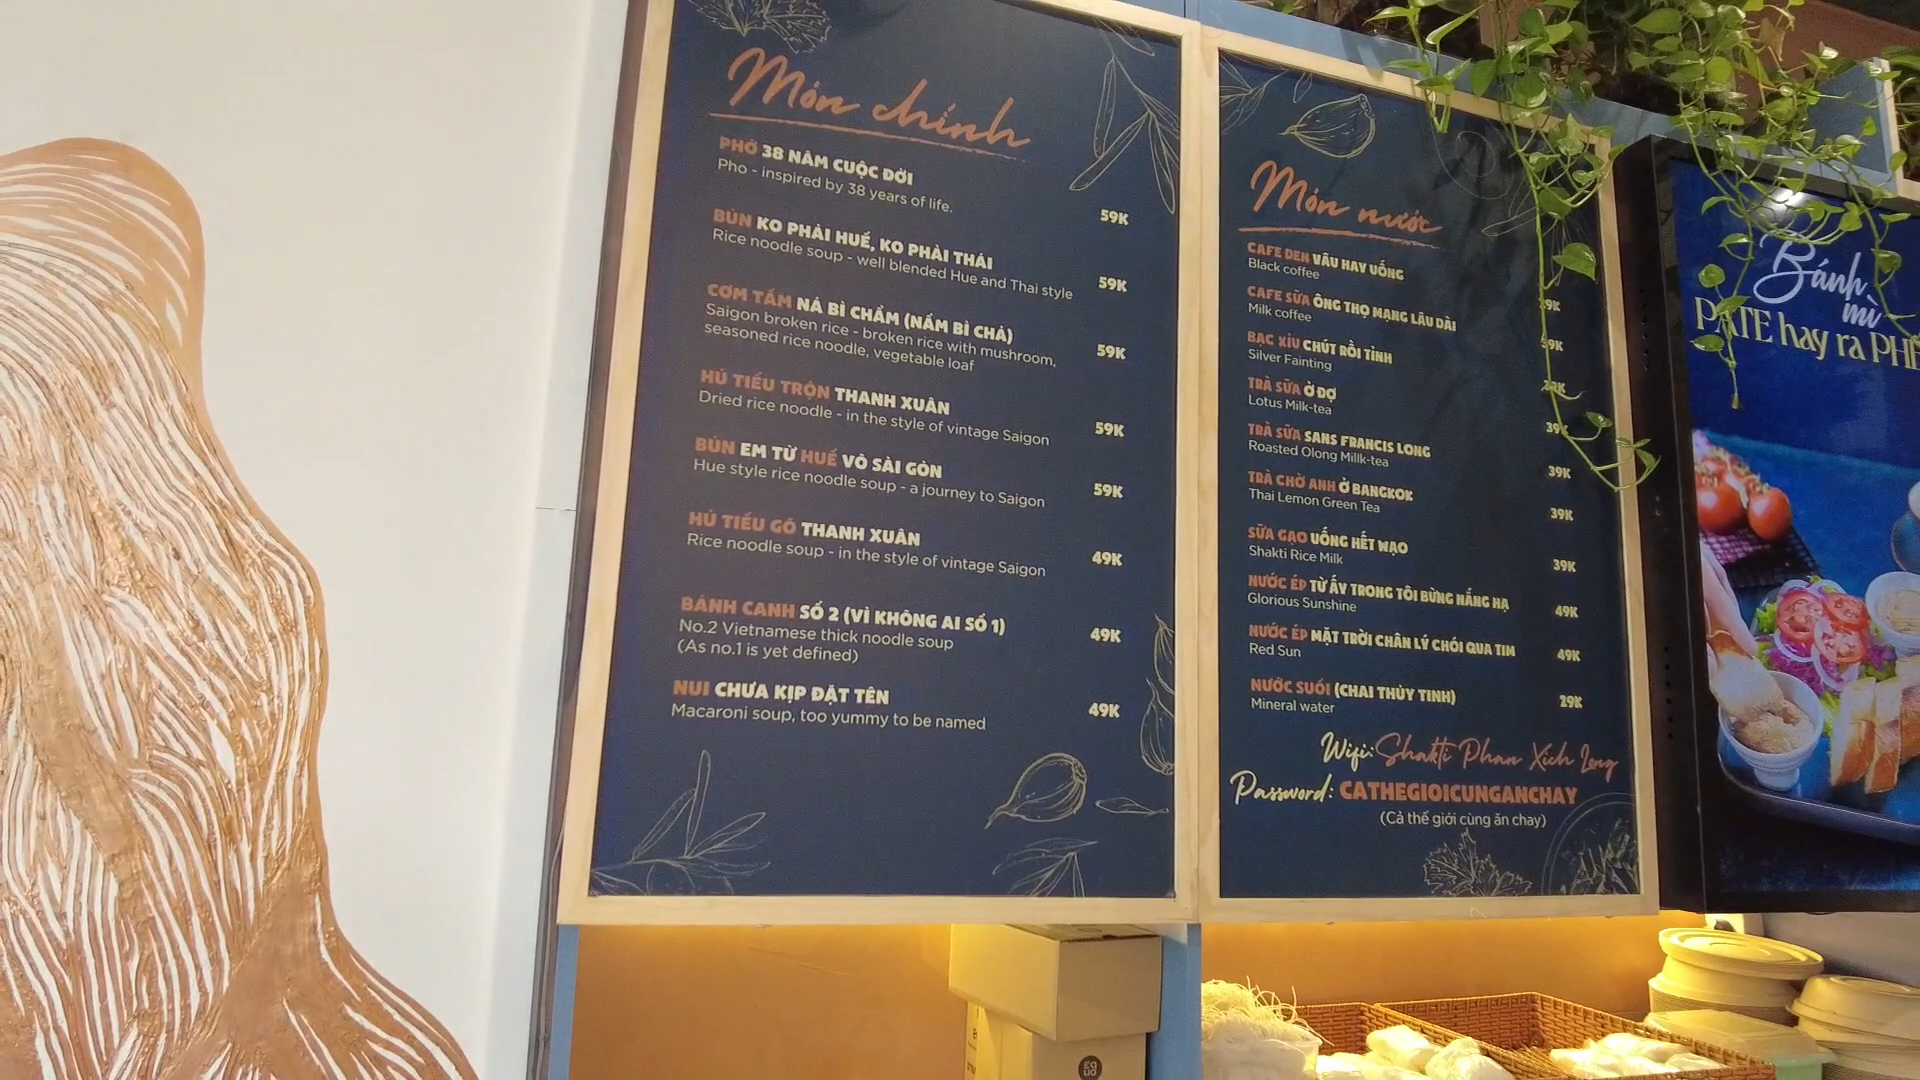 Món chính
PHỞ 38 NĂM CUỘC ĐỜI
Pho - inspired by 38 years of life.
59K
BÚN KO PHẢI HUẾ, KO PHẢI THÁI
Rice noodle soup - well blended Hue and Thai style
59K
CƠM TẤM NÁ BÌ CHẤM (NẤM BÌ CHẢ)
Saigon broken rice - broken rice with mushroom,
seasoned rice noodle, vegetable loaf
59K
HỦ TIẾU TRỘN THANH XUÂN
Dried rice noodle - in the style of vintage Saigon
59K
BÚN EM TỪ HUẾ VÔ SÀI GÒN
Hue style rice noodle soup - a journey to Saigon
59K
HỦ TIẾU GÕ THANH XUÂN
Rice noodle soup - in the style of vintage Saigon
49K
BÁNH CANH SỐ 2 (VÌ KHÔNG AI SỐ 1)
No.2 Vietnamese thick noodle soup
(As no.1 is yet defined)
49K
NUI CHƯA KỊP ĐẶT TÊN
Macaroni soup, too yummy to be named
49K
Món nước
CAFE ĐEN VÂU HAY UỐNG
Black coffee
CAFE SỮA ÔNG THỌ MẠNG LÂU DÀI
Milk coffee
BẠC XỈU CHÚT RỒI TỈNH
Silver Fainting
TRÀ SỮA Ở ĐỢ
Lotus Milk-tea
39K
TRÀ SỮA SANS FRANCIS LONG
Roasted Olong Millk-tea
39K
TRÀ CHỜ ANH Ở BANGKOK
Thai Lemon Green Tea
39K
SỮA GẠO UỐNG HẾT WẠO
Shakti Rice Milk
39K
NƯỚC ÉP TỪ ẤY TRONG TÔI BỪNG NẮNG HẠ
Glorious Sunshine
49K
NƯỚC ÉP MẶT TRỜI CHÂN LÝ CHÓI QUA TIM
Red Sun
49K
NƯỚC SUỐI (CHAI THỦY TINH)
Mineral water
29K
Wifi: Shakti Phan Xich Long
Password: CATHEGIOICUNGANCHAY
(Cả thế giới cùng ăn chay)
Bánh
mì
PATE hay ra PHẾ